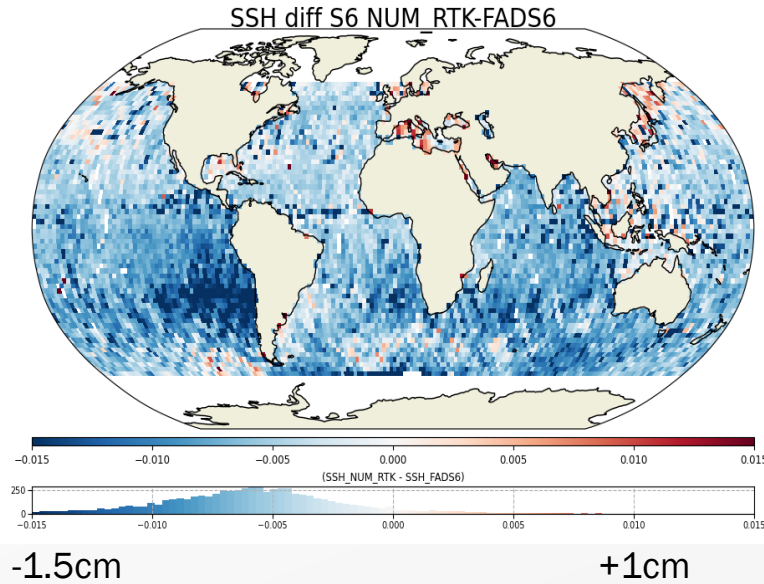 SSH diff S6 NUM_RTK-FADS6
−0.015 −0.010 −0.005 0.000 0.005 0.010 0.015
(SSH_NUM_RTK - SSH_FADS6)
250
0
−0.015 −0.010 −0.005 0.000 0.005 0.010 0.015
-1.5cm +1cm